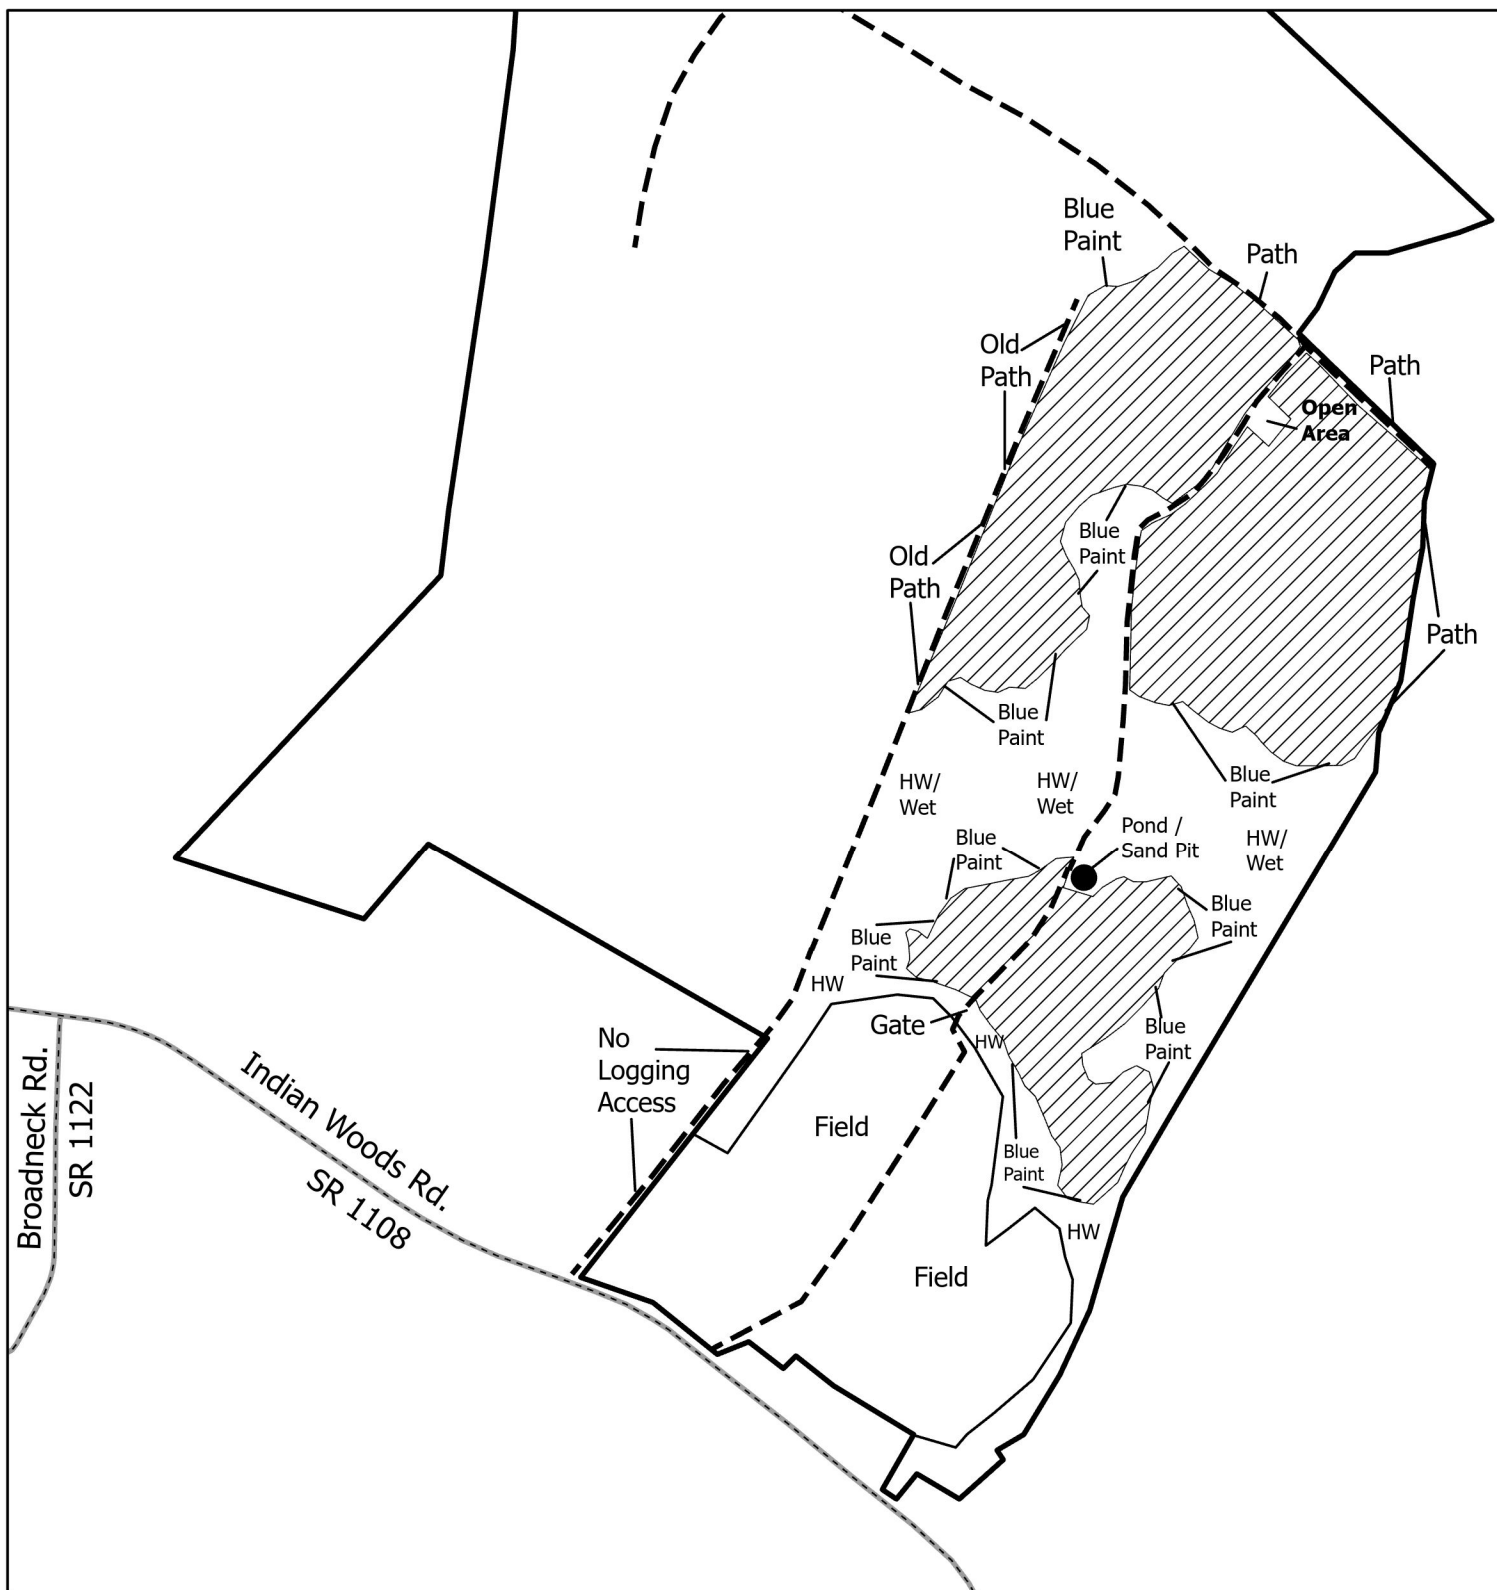 Blue
Paint
Path
Old
Path
Path
Open
Area
Blue
Paint
Old
Path
Path
Blue
Paint
HW/
Wet
HW/
Wet
Blue
Paint
Pond /
Sand Pit
HW/
Wet
Blue
Paint
Blue
Paint
Blue
Paint
HW
Gate
HW
Blue
Paint
No
Logging
Access
Indian Woods Rd.
SR 1108
Broadneck Rd.
SR 1122
Field
Blue
Paint
HW
Field